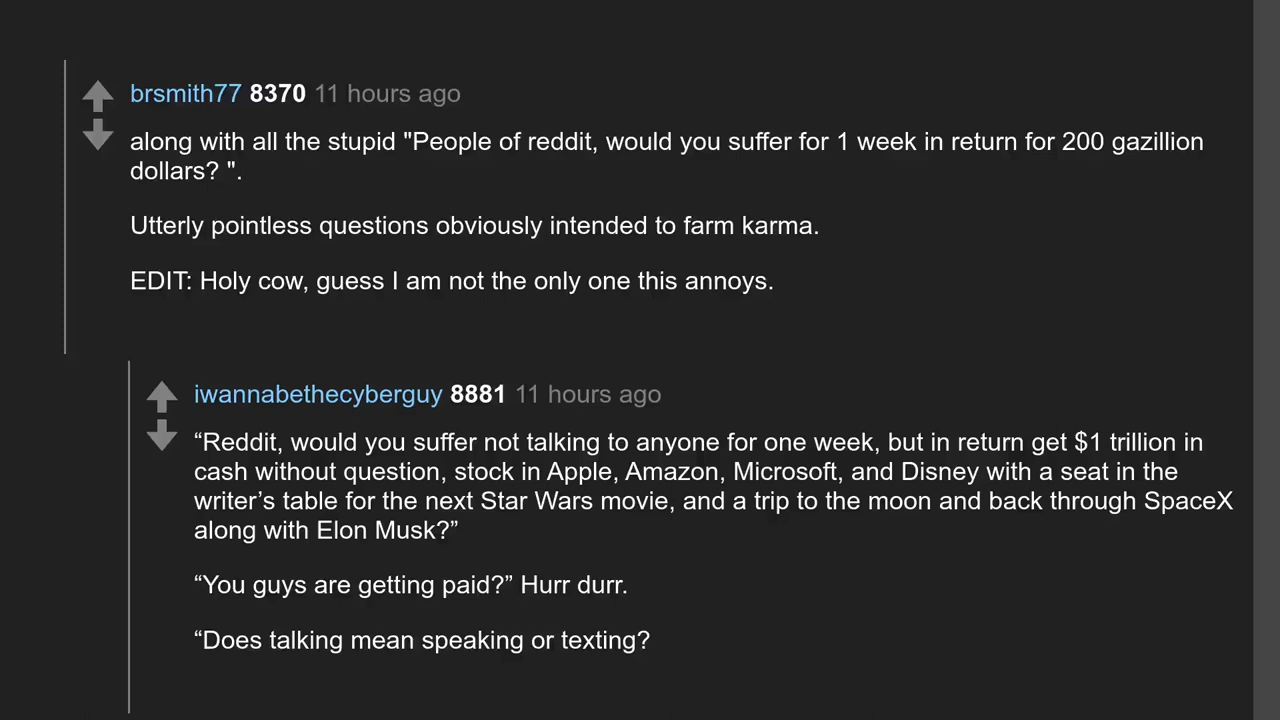 brsmith77 8370 11 hours ago
along with all the stupid "People of reddit, would you suffer for 1 week in return for 200 gazillion
dollars? ".
Utterly pointless questions obviously intended to farm karma.
EDIT: Holy cow, guess I am not the only one this annoys.
iwannabethecyberguy 8881 11 hours ago
“Reddit, would you suffer not talking to anyone for one week, but in return get $1 trillion in
cash without question, stock in Apple, Amazon, Microsoft, and Disney with a seat in the
writer’s table for the next Star Wars movie, and a trip to the moon and back through SpaceX
along with Elon Musk?”
“You guys are getting paid?” Hurr durr.
“Does talking mean speaking or texting?